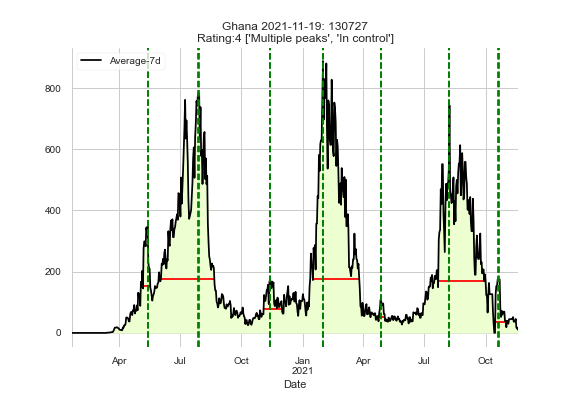 Ghana 2021-11-19: 130727
Rating:4 ['Multiple peaks', 'In control']
Average-7d
800
600
400
200
0
Apr Jul Oct Jan Apr Jul Oct
2021
Date